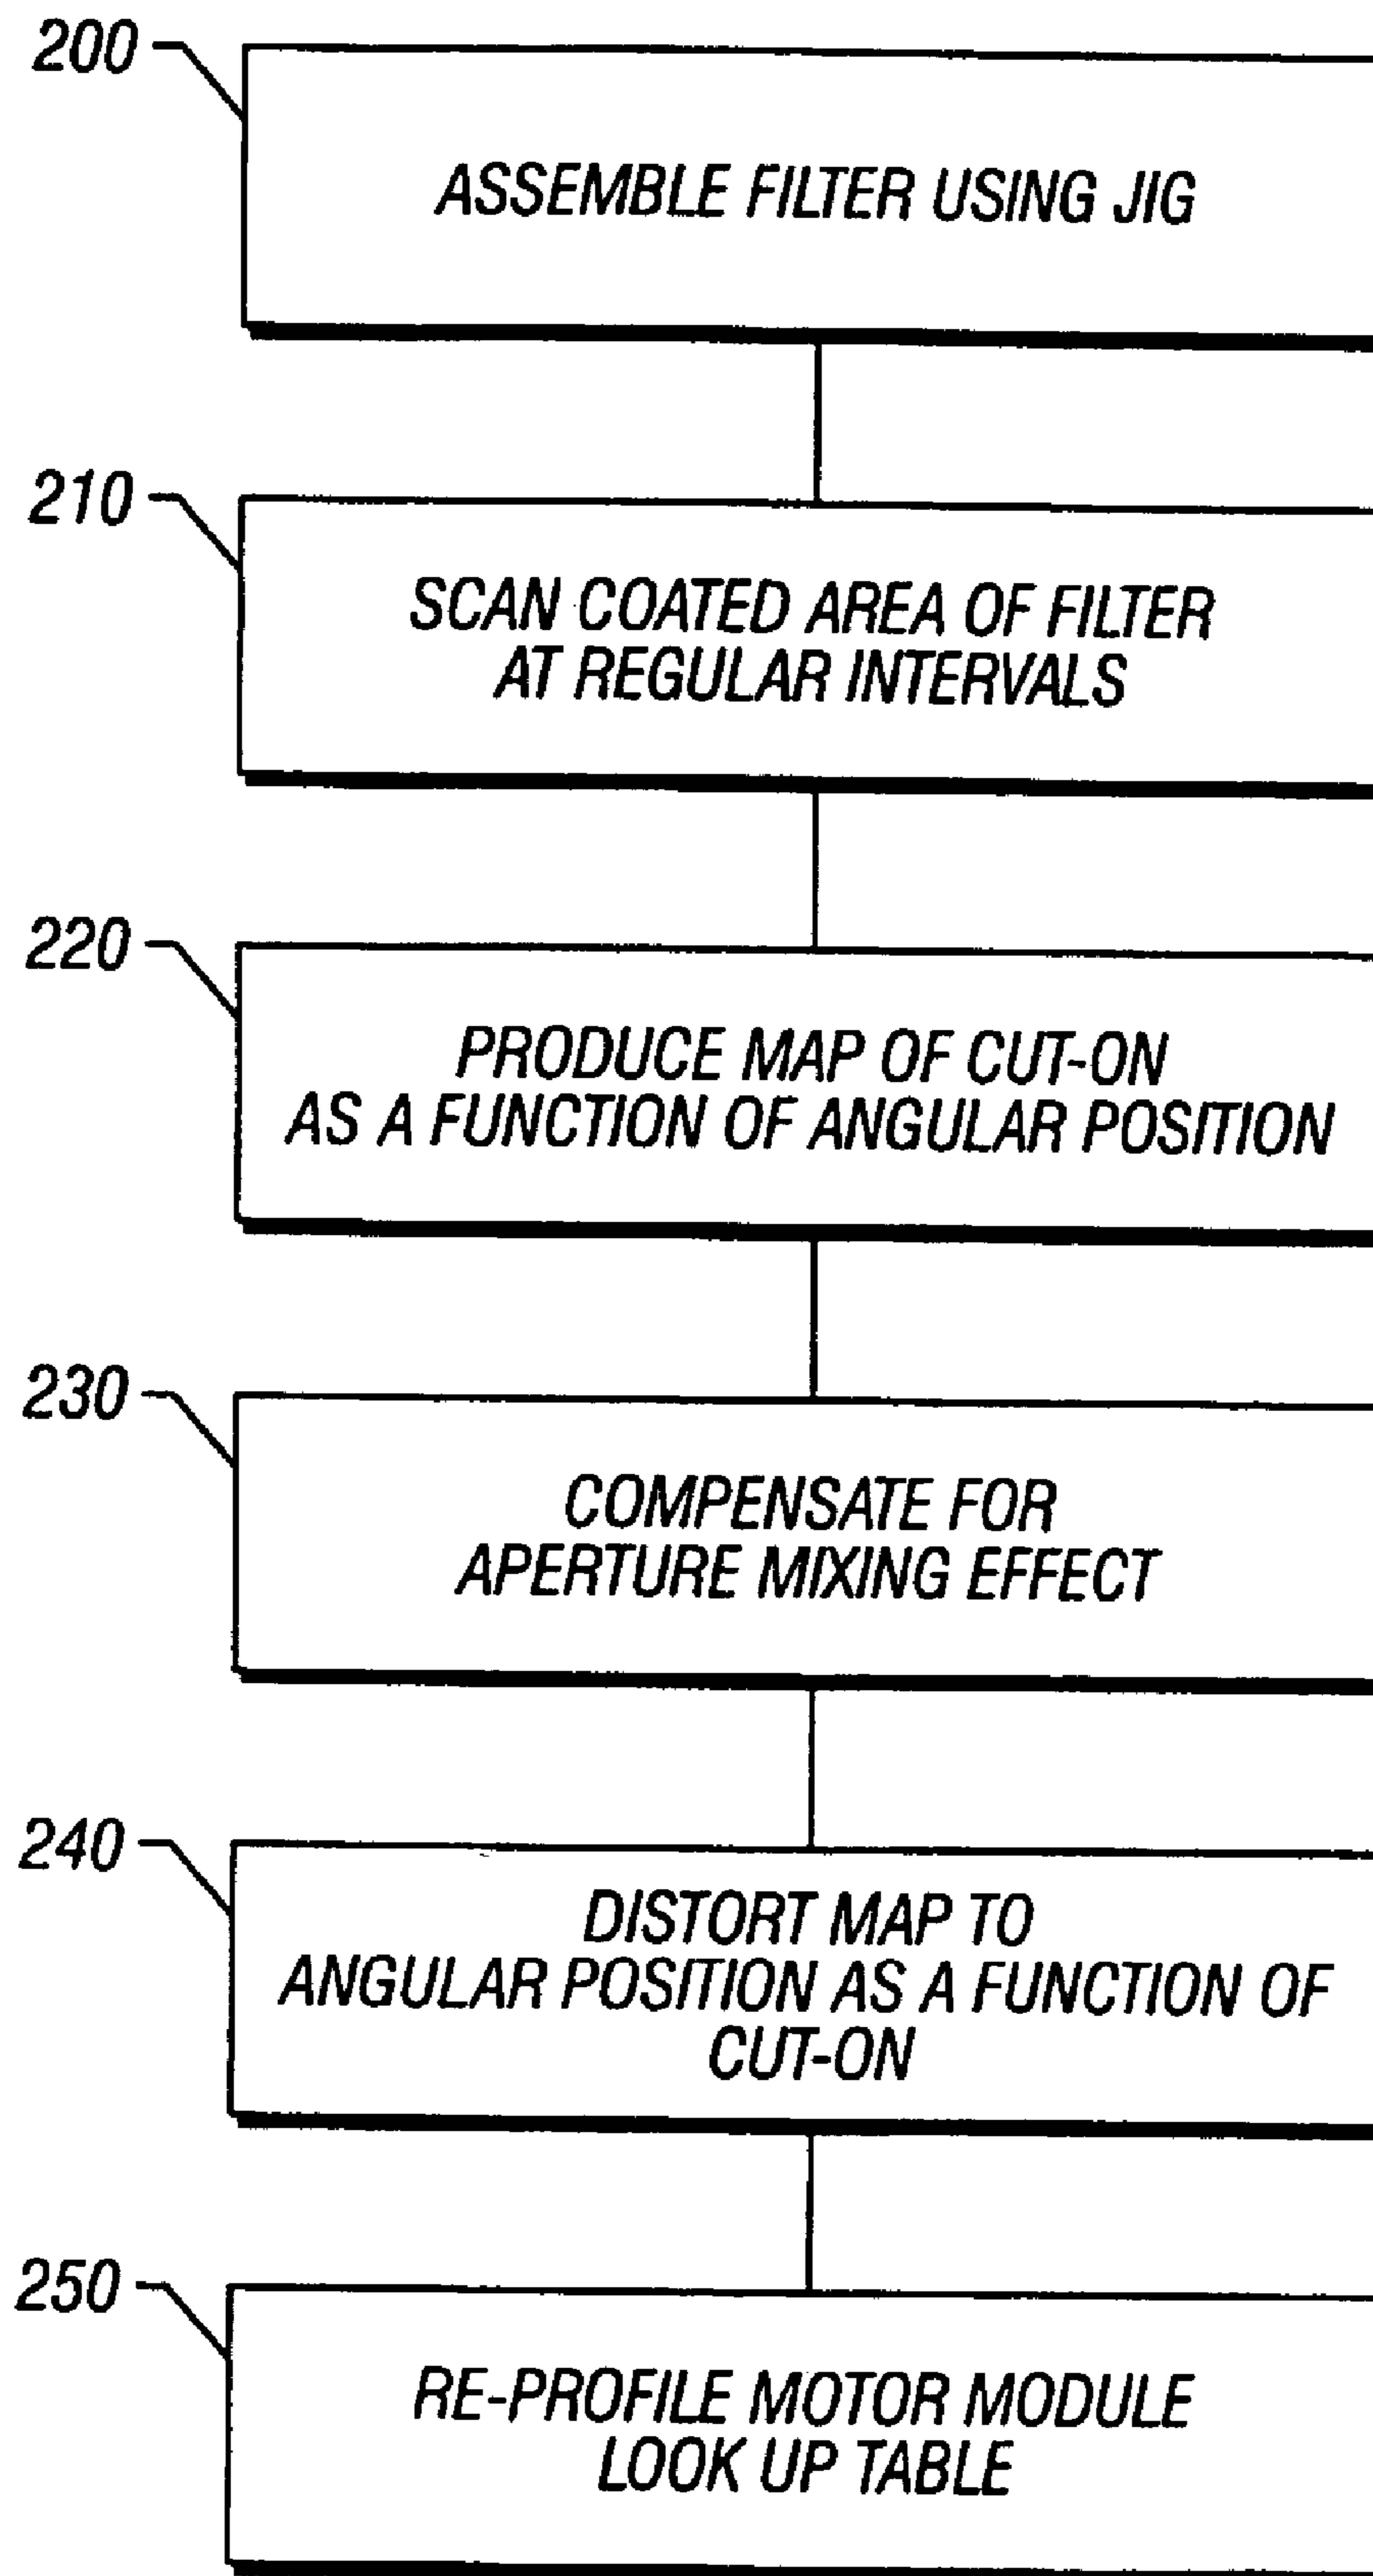 200
ASSEMBLE FILTER USING JIG
210
SCAN COATED AREA OF FILTER
AT REGULAR INTERVALS
220
PRODUCE MAP OF CUT-ON
AS A FUNCTION OF ANGULAR POSITION
230
COMPENSATE FOR
APERTURE MIXING EFFECT
240
DISTORT MAP TO
ANGULAR POSITION AS A FUNCTION OF
CUT-ON
250
RE-PROFILE MOTOR MODULE
LOOK UP TABLE